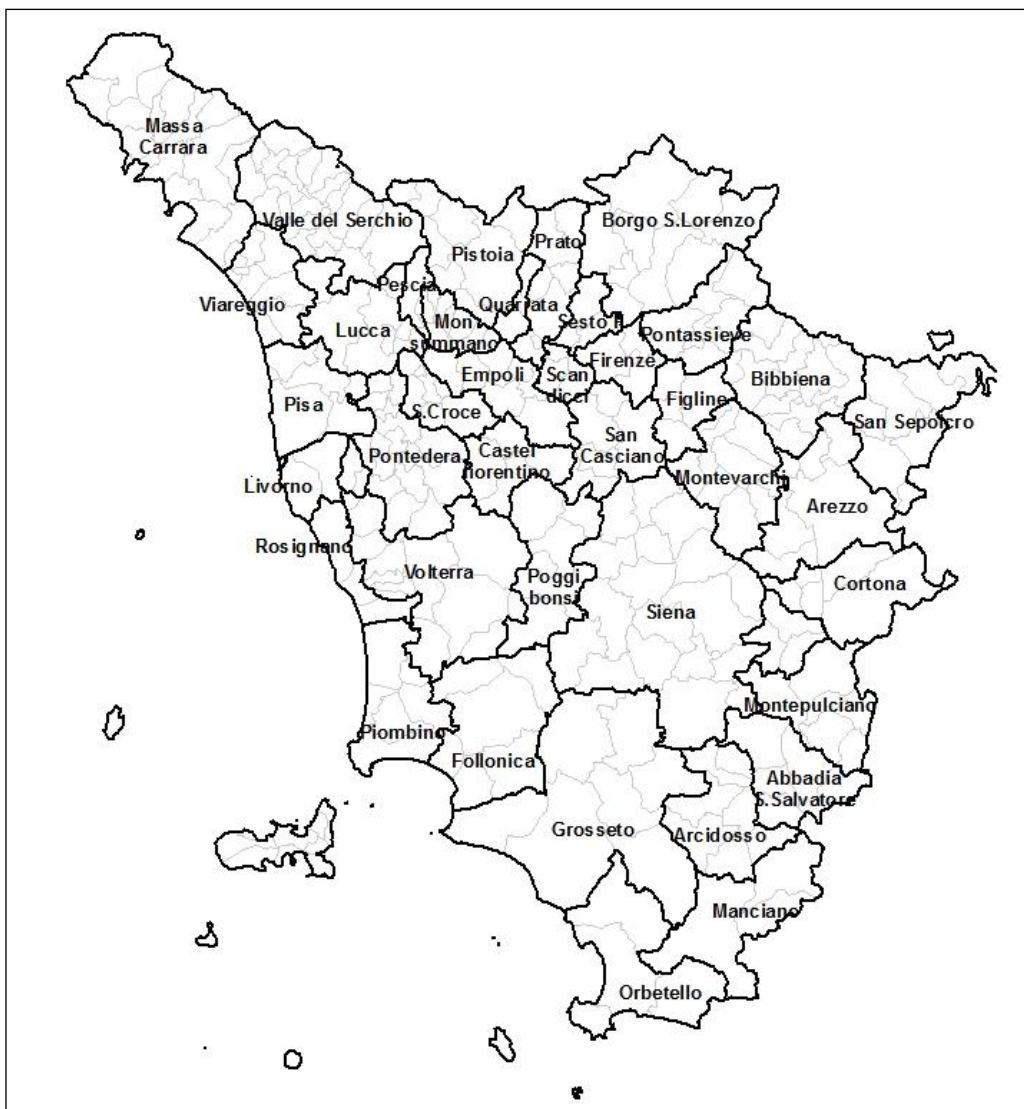 Massa
Carrara
Valle del Serchio
Borgo S.Lorenzo
Prato
Pistoia
Pescia
Viareggio
Quarrata
Lucca
Mon
summano
Sesto F
Pontassieve
Firenze
Empoli
Scan
dicci
Bibbiena
Pisa
S.Croce
Figline
San Sepolcro
San
Casciano
Pontedera
Castel
fiorentino
Montevarchi
Livorno
Arezzo
Rosignano
Volterra
Poggi
bonsi
Cortona
Siena
Montepulciano
Piombino
Follonica
Abbadia
S.Salvatore
Grosseto
Arcidosso
Manciano
Orbetello